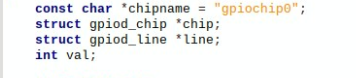 const char *chipname = "gpiochip0";
struct gpiod_chip *chip;
struct gpiod_line *line;
int val;